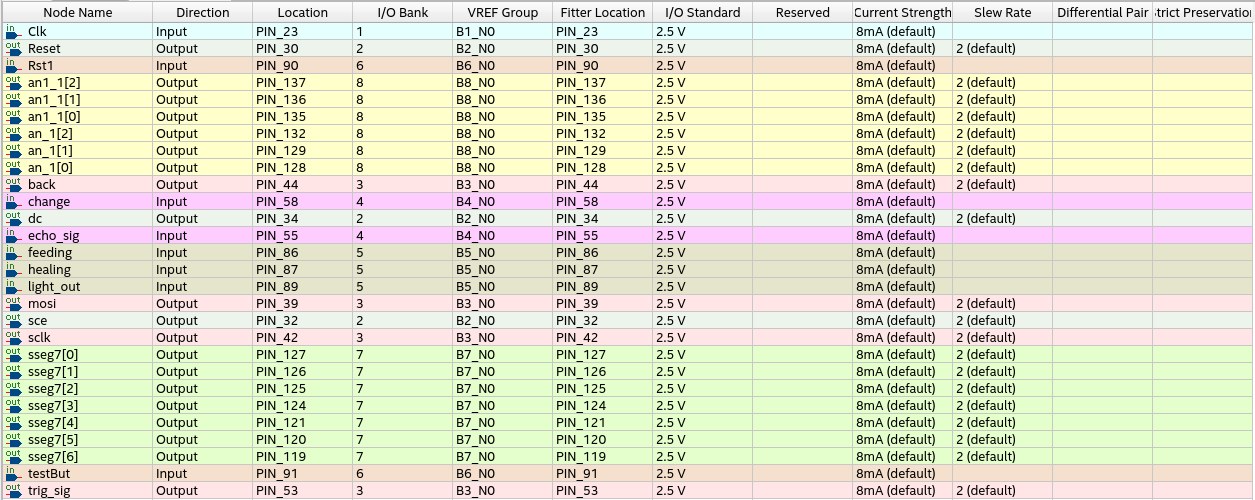 Node Name Direction Location I/O Bank VREF Group Fitter Location I/O Standard Reserved Current Strength Slew Rate Differential Pair trict Preservation
in Clk Input PIN_23 1 B1_N0 PIN_23 2.5 V 8mA (default)
out Reset Output PIN_30 2 B2_N0 PIN_30 2.5 V 8mA (default) 2 (default)
in Rst1 Input PIN_90 6 B6_N0 PIN_90 2.5 V 8mA (default)
out an1_1[2] Output PIN_137 8 B8_N0 PIN_137 2.5 V 8mA (default) 2 (default)
out an1_1[1] Output PIN_136 8 B8_N0 PIN_136 2.5 V 8mA (default) 2 (default)
out an1_1[0] Output PIN_135 8 B8_N0 PIN_135 2.5 V 8mA (default) 2 (default)
out an_1[2] Output PIN_132 8 B8_N0 PIN_132 2.5 V 8mA (default) 2 (default)
out an_1[1] Output PIN_129 8 B8_N0 PIN_129 2.5 V 8mA (default) 2 (default)
out an_1[0] Output PIN_128 8 B8_N0 PIN_128 2.5 V 8mA (default) 2 (default)
out back Output PIN_44 3 B3_N0 PIN_44 2.5 V 8mA (default) 2 (default)
in change Input PIN_58 4 B4_N0 PIN_58 2.5 V 8mA (default)
out dc Output PIN_34 2 B2_N0 PIN_34 2.5 V 8mA (default) 2 (default)
in echo_sig Input PIN_55 4 B4_N0 PIN_55 2.5 V 8mA (default)
in feeding Input PIN_86 5 B5_N0 PIN_86 2.5 V 8mA (default)
in healing Input PIN_87 5 B5_N0 PIN_87 2.5 V 8mA (default)
in light_out Input PIN_89 5 B5_N0 PIN_89 2.5 V 8mA (default)
out mosi Output PIN_39 3 B3_N0 PIN_39 2.5 V 8mA (default) 2 (default)
out sce Output PIN_32 2 B2_N0 PIN_32 2.5 V 8mA (default) 2 (default)
out sclk Output PIN_42 3 B3_N0 PIN_42 2.5 V 8mA (default) 2 (default)
out sseg7[0] Output PIN_127 7 B7_N0 PIN_127 2.5 V 8mA (default) 2 (default)
out sseg7[1] Output PIN_126 7 B7_N0 PIN_126 2.5 V 8mA (default) 2 (default)
out sseg7[2] Output PIN_125 7 B7_N0 PIN_125 2.5 V 8mA (default) 2 (default)
out sseg7[3] Output PIN_124 7 B7_N0 PIN_124 2.5 V 8mA (default) 2 (default)
out sseg7[4] Output PIN_121 7 B7_N0 PIN_121 2.5 V 8mA (default) 2 (default)
out sseg7[5] Output PIN_120 7 B7_N0 PIN_120 2.5 V 8mA (default) 2 (default)
out sseg7[6] Output PIN_119 7 B7_N0 PIN_119 2.5 V 8mA (default) 2 (default)
in testBut Input PIN_91 6 B6_N0 PIN_91 2.5 V 8mA (default)
out trig_sig Output PIN_53 3 B3_N0 PIN_53 2.5 V 8mA (default) 2 (default)